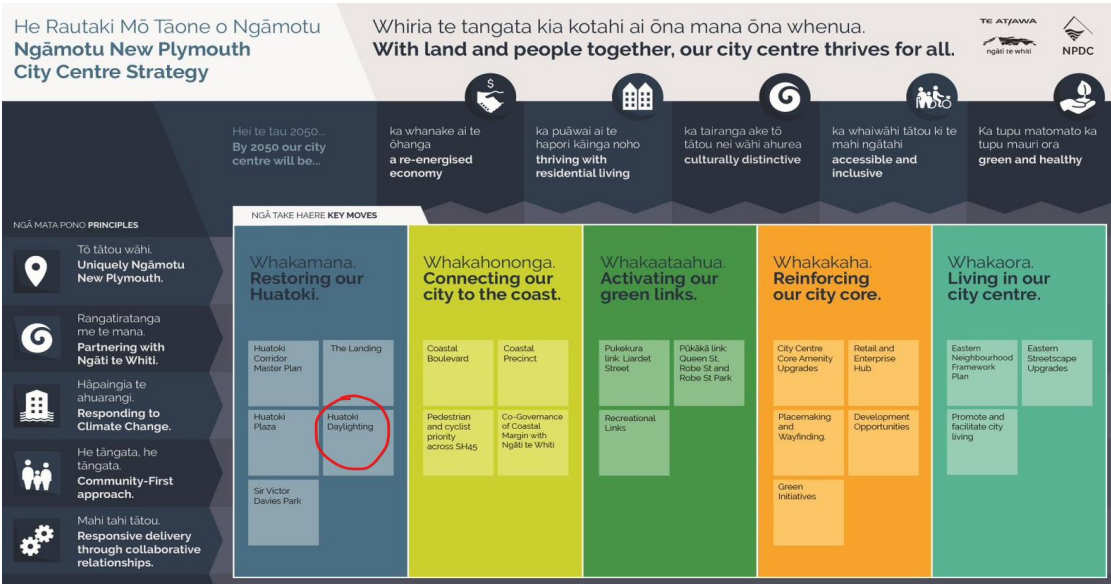 He Rautaki Mō Tāone o Ngāmotu
Ngāmotu New Plymouth
City Centre Strategy
Whiria te tangata kia kotahi ai ōna mana ōna whenua.
With land and people together, our city centre thrives for all.
TE ATIAWA
ngāti te whiti
NPDC
Hei te tau 2050...
By 2050 our city
centre will be...
$
ka whanake ai te
ōhanga
a re-energised
economy
ka puāwai ai te
hapori kāinga noho
thriving with
residential living
ka tairanga ake tō
tātou nei wāhi ahurea
culturally distinctive
ka whaiwāhi tātou ki te
mahi ngātahi
accessible and
inclusive
Ka tupu matomato ka
tupu mauri ora
green and healthy
NGĀ MATA PONO PRINCIPLES
Tō tātou wāhi.
Uniquely Ngāmotu
New Plymouth.
Rangatiratanga
me te mana.
Partnering with
Ngāti te Whiti.
Hāpaingia te
ahuarangi.
Responding to
Climate Change.
He tāngata, he
tāngata.
Community-First
approach.
Mahi tahi tātou.
Responsive delivery
through collaborative
relationships.
NGĀ TAKE HAERE KEY MOVES
Whakamana.
Restoring our
Huatoki.
Huatoki
Corridor
Master Plan
The Landing
Huatoki
Plaza
Huatoki
Daylighting
Sir Victor
Davies Park
Whakahononga.
Connecting our
city to the coast.
Coastal
Boulevard
Coastal
Precinct
Pedestrian
and cyclist
priority
across SH45
Co-Governance
of Coastal
Margin with
Ngāti te Whiti
Whakaataahua.
Activating our
green links.
Pukekura
link: Liardet
Street
Pūkākā link:
Queen St,
Robe St and
Robe St Park
Recreational
Links
Whakakaha.
Reinforcing
our city core.
City Centre
Core Amenity
Upgrades
Retail and
Enterprise
Hub.
Placemaking
and
Wayfinding.
Development
Opportunities
Green
Initiatives
Whakaora.
Living in our
city centre.
Eastern
Neighbourhood
Framework
Plan
Eastern
Streetscape
Upgrades
Promote and
facilitate city
living